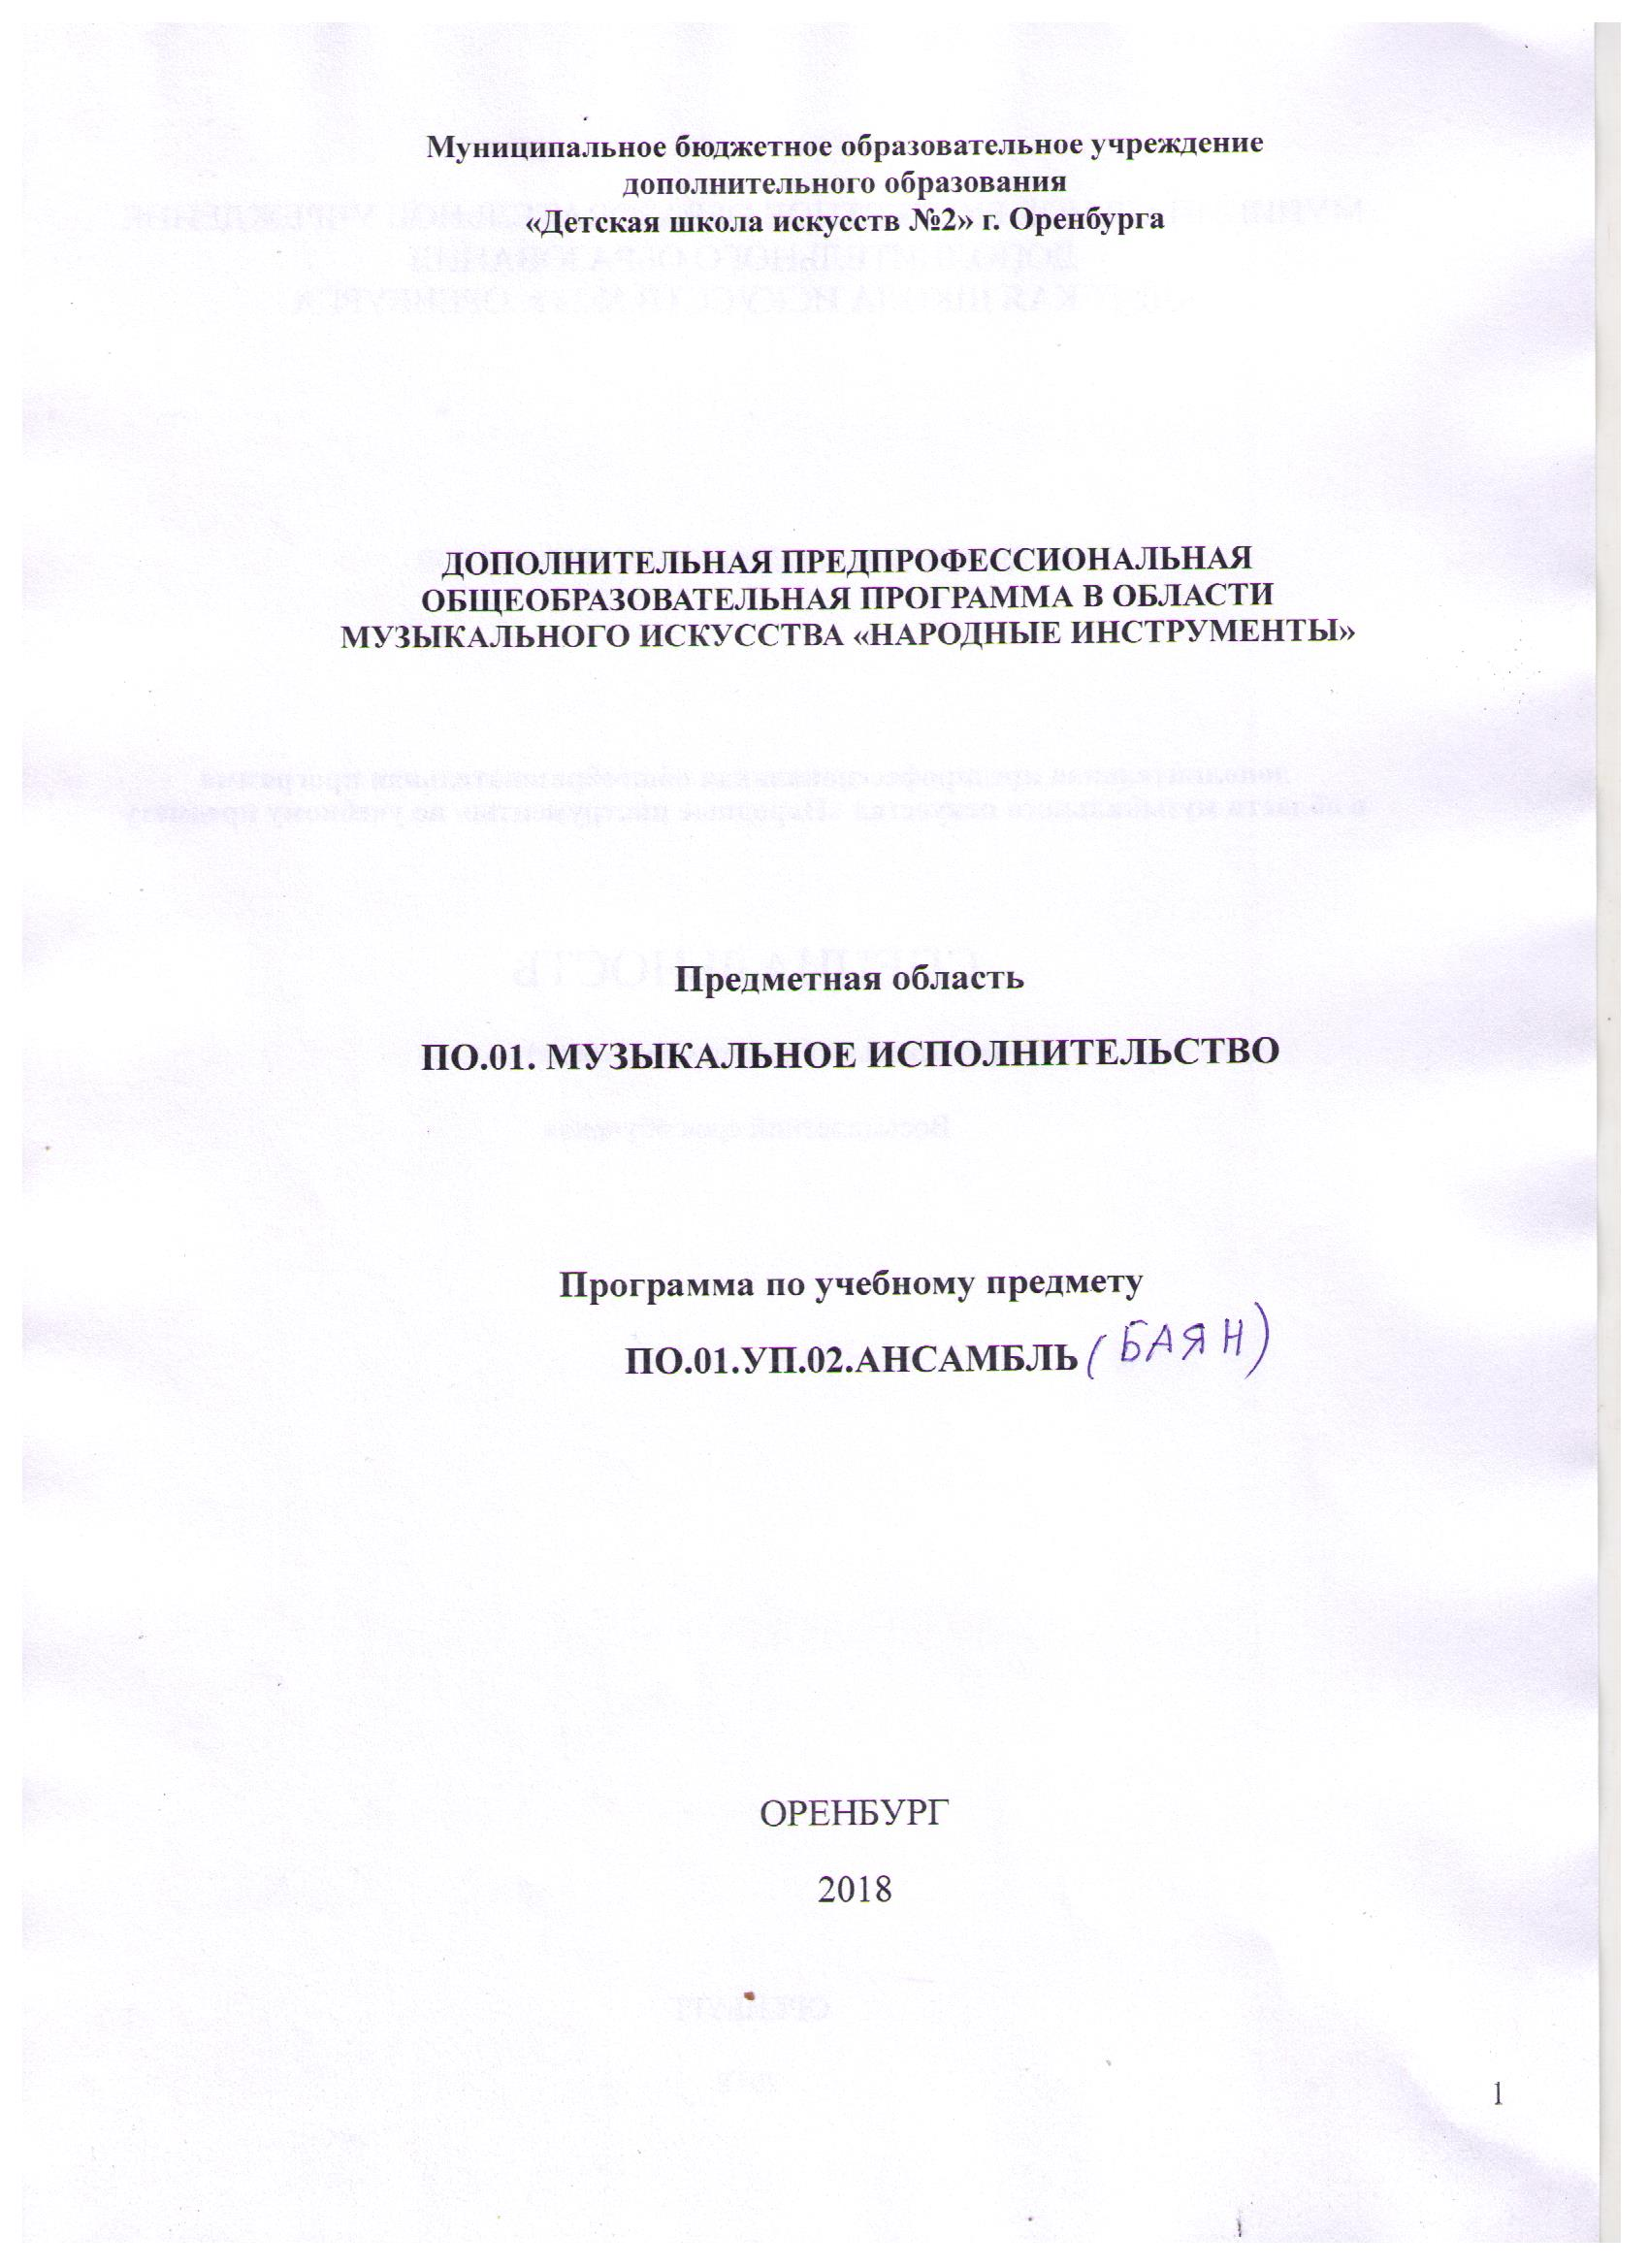 Муниципальное бюджетное образовательное учреждение
дополнительного образования
«Детская школа искусств №2» г. Оренбурга
ДОПОЛНИТЕЛЬНАЯ ПРЕДПРОФЕССИОНАЛЬНАЯ
ОБЩЕОБРАЗОВАТЕЛЬНАЯ ПРОГРАММА В ОБЛАСТИ
МУЗЫКАЛЬНОГО ИСКУССТВА «НАРОДНЫЕ ИНСТРУМЕНТЫ»
Предметная область
ПО.01. МУЗЫКАЛЬНОЕ ИСПОЛНИТЕЛЬСТВО
Программа по учебному предмету
ПО.01.УП.02.АНСАМБЛЬ (БАЯН)
ОРЕНБУРГ
2018
1